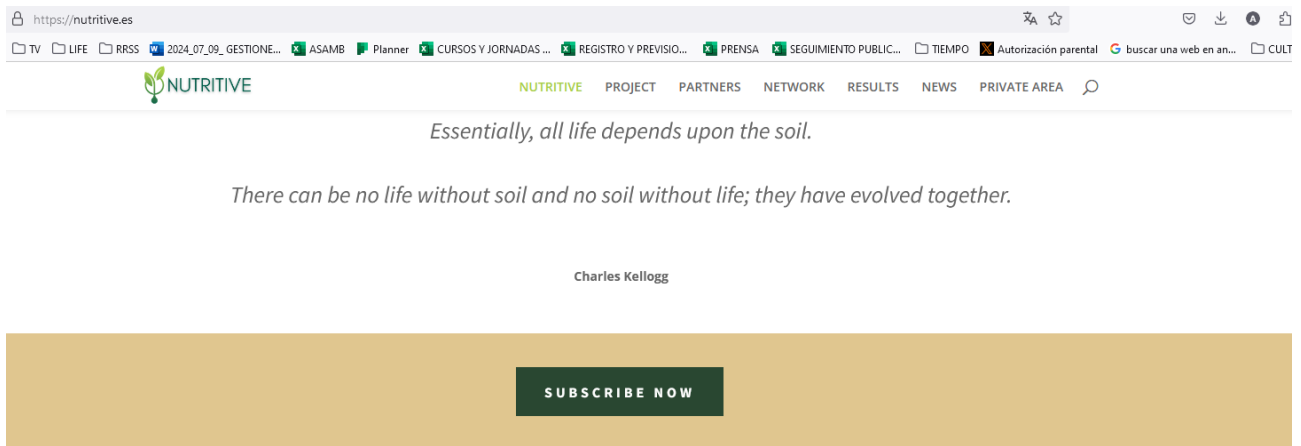 https://nutritive.es
TV LIFE RRSS 2024_07_09_ GESTIONE... ASAMB Planner CURSOS Y JORNADAS ... REGISTRO Y PREVISIO... PRENSA SEGUIMIENTO PUBLIC... TIEMPO Autorización parental buscar una web en an... CULT
NUTRITIVE NUTRITIVE PROJECT PARTNERS NETWORK RESULTS NEWS PRIVATE AREA
Essentially, all life depends upon the soil.
There can be no life without soil and no soil without life; they have evolved together.
Charles Kellogg
SUBSCRIBE NOW